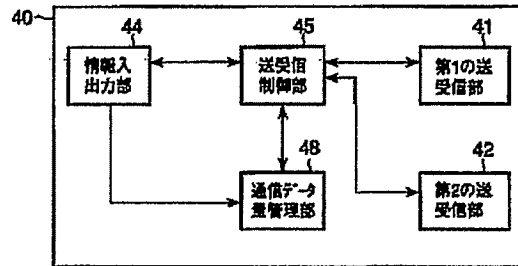 40
44
情報入
出力部
45
送受信
制御部
41
第1の送
受信部
48
通信データ
量管理部
42
第2の送
受信部